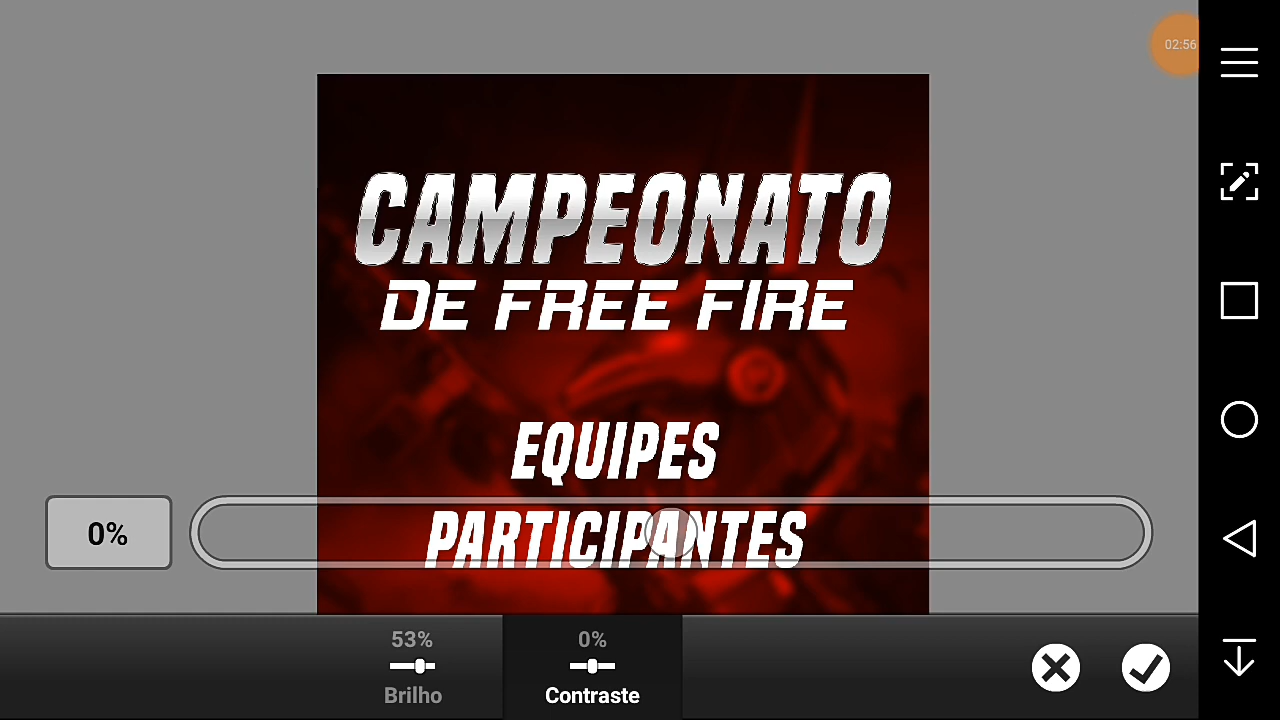 02:56
CAMPEONATO
DE FREE FIRE
EQUIPES
PARTICIPANTES
0%
53%
0%
Brilho
Contraste